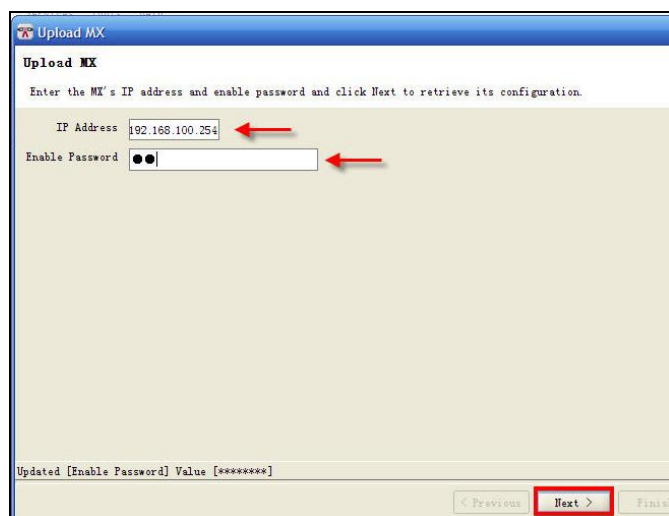 Upload MX
Upload MX
Enter the MX's IP address and enable password and click Next to retrieve its configuration.
IP Address 192.168.100.254
Enable Password ●●
Updated [Enable Password] Value [********]
< Previous Next > Finis